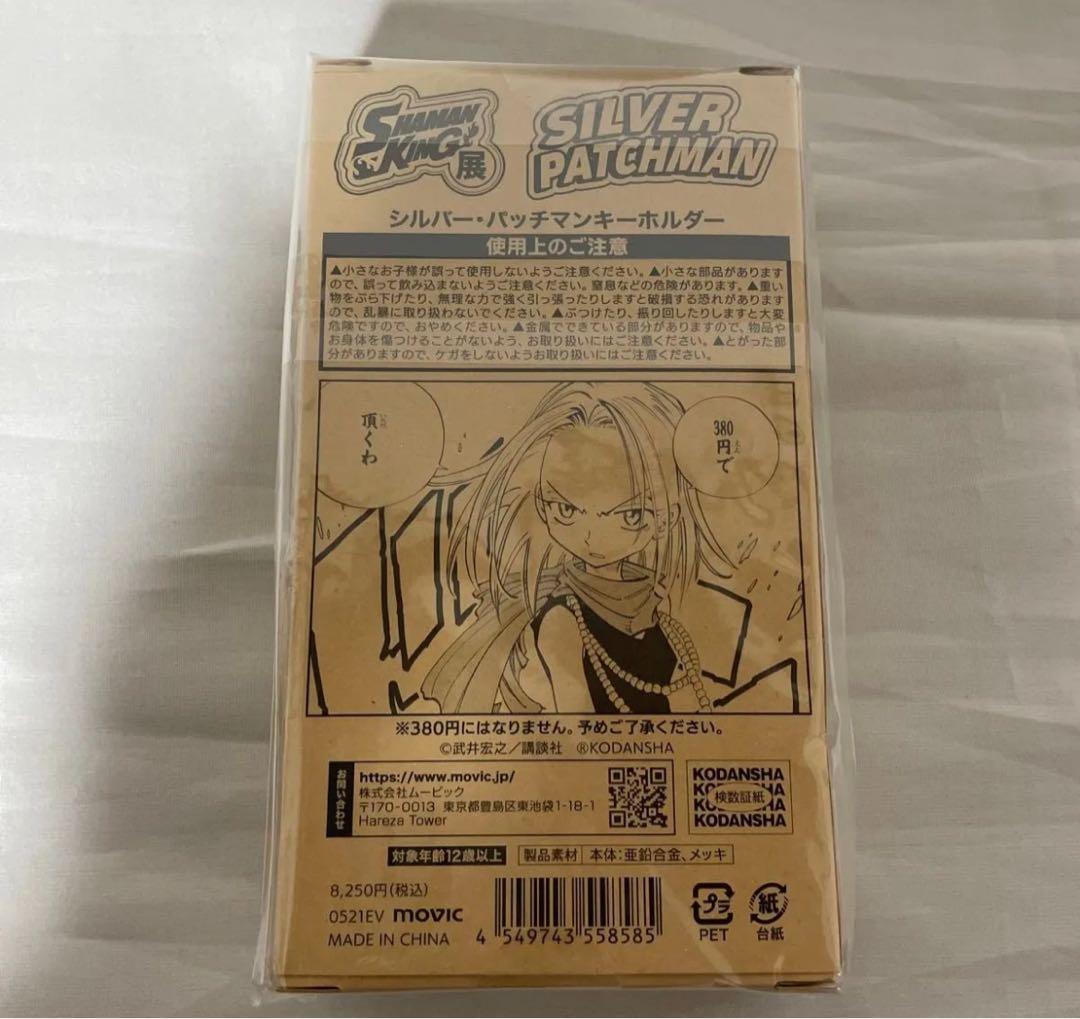 SHAMAN KING展
SILVER PATCHMAN
シルバー・パッチマンキーホルダー
使用上のご注意
▲小さなお子様が誤って使用しないようご注意ください。▲小さな部品があります
ので、誤って飲み込まないようご注意ください。窒息などの危険があります。▲重い
物をぶら下げたり、無理な力で強く引っ張ったりしますと破損する恐れがあります
ので、乱暴に取り扱わないでください。▲ぶつけたり、振り回したりしますと大変
危険ですので、おやめください。▲金属でできている部分がありますので、物品や
お身体を傷つけることがないよう、お取り扱いにはご注意ください。▲とがった部
分がありますので、ケガをしないようお取り扱いにはご注意ください。
380円で
頂くわ
※380円にはなりません。予めご了承ください。
©武井宏之／講談社 ®KODANSHA
お問い合わせ
https://www.movic.jp/
株式会社ムービック
〒170-0013 東京都豊島区東池袋1-18-1
Hareza Tower
KODANSHA
検数証紙
KODANSHA
対象年齢12歳以上 製品素材 本体：亜鉛合金、メッキ
8,250円(税込)
0521EV movic
MADE IN CHINA
4 549743 558585
プラ
PET
紙
台紙